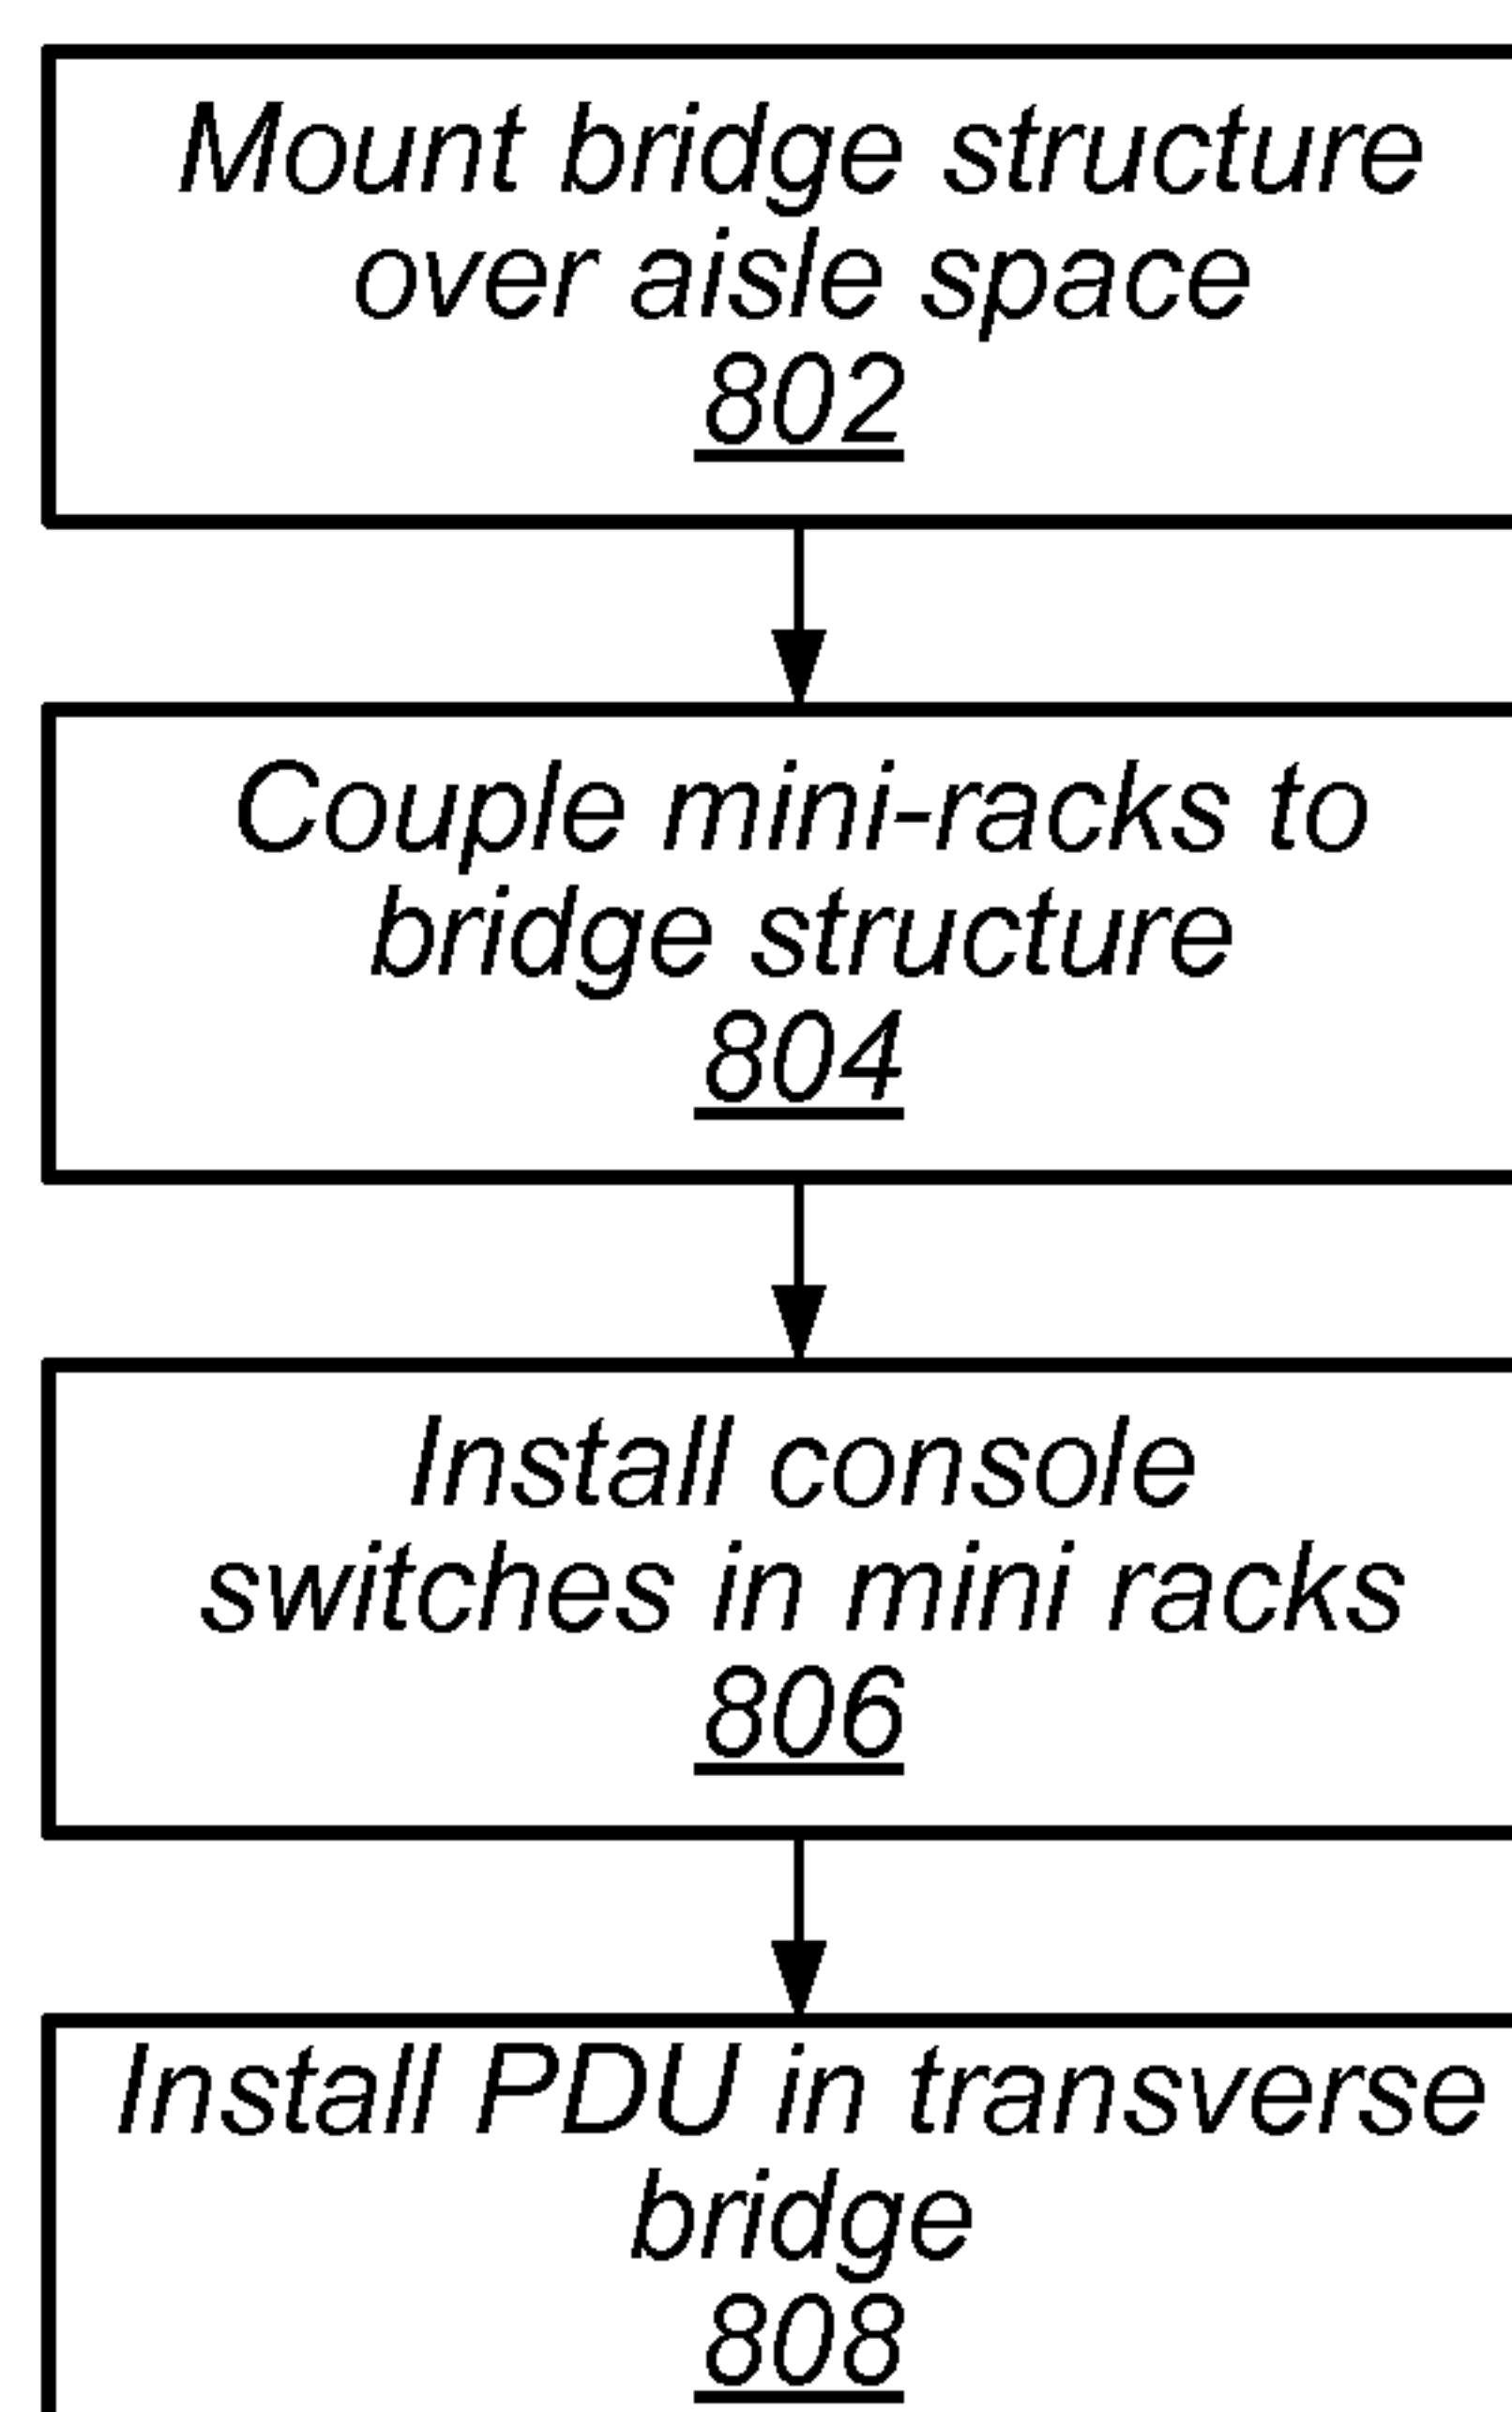 Mount bridge structure
over aisle space
802
Couple mini-racks to
bridge structure
804
Install console
switches in mini racks
806
Install PDU in transverse
bridge
808